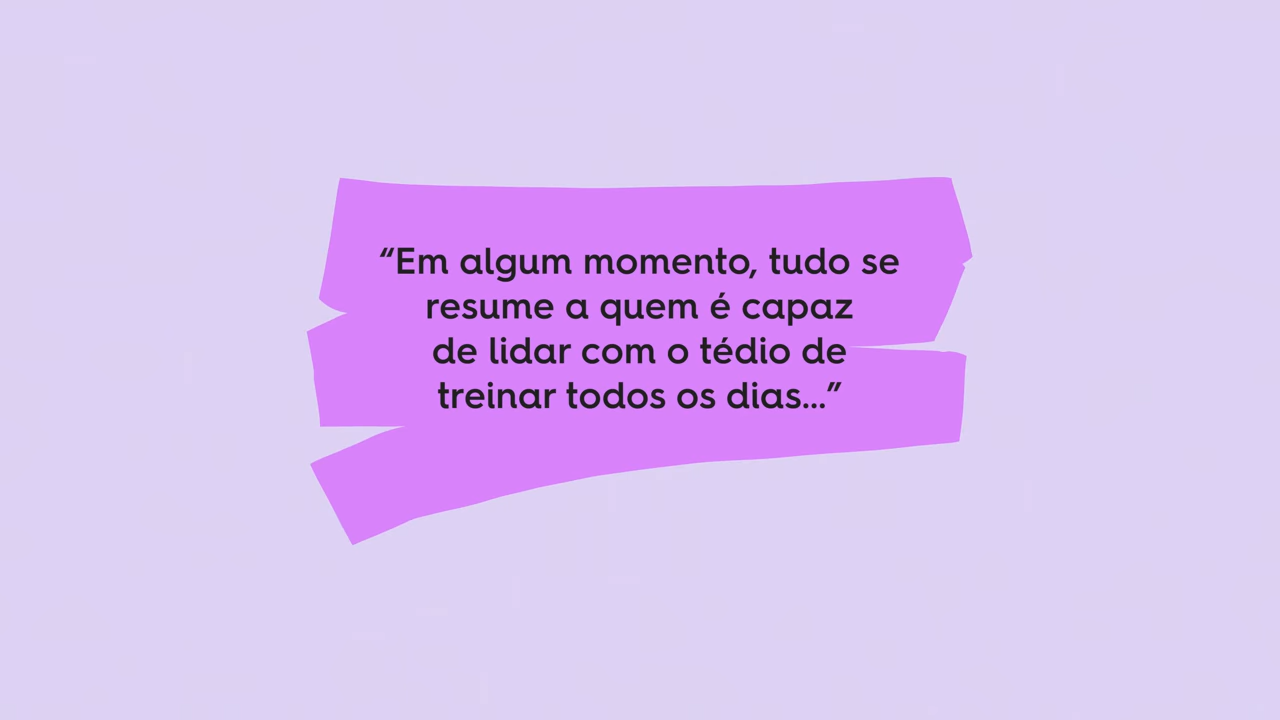 “Em algum momento, tudo se
resume a quem é capaz
de lidar com o tédio de
treinar todos os dias...”